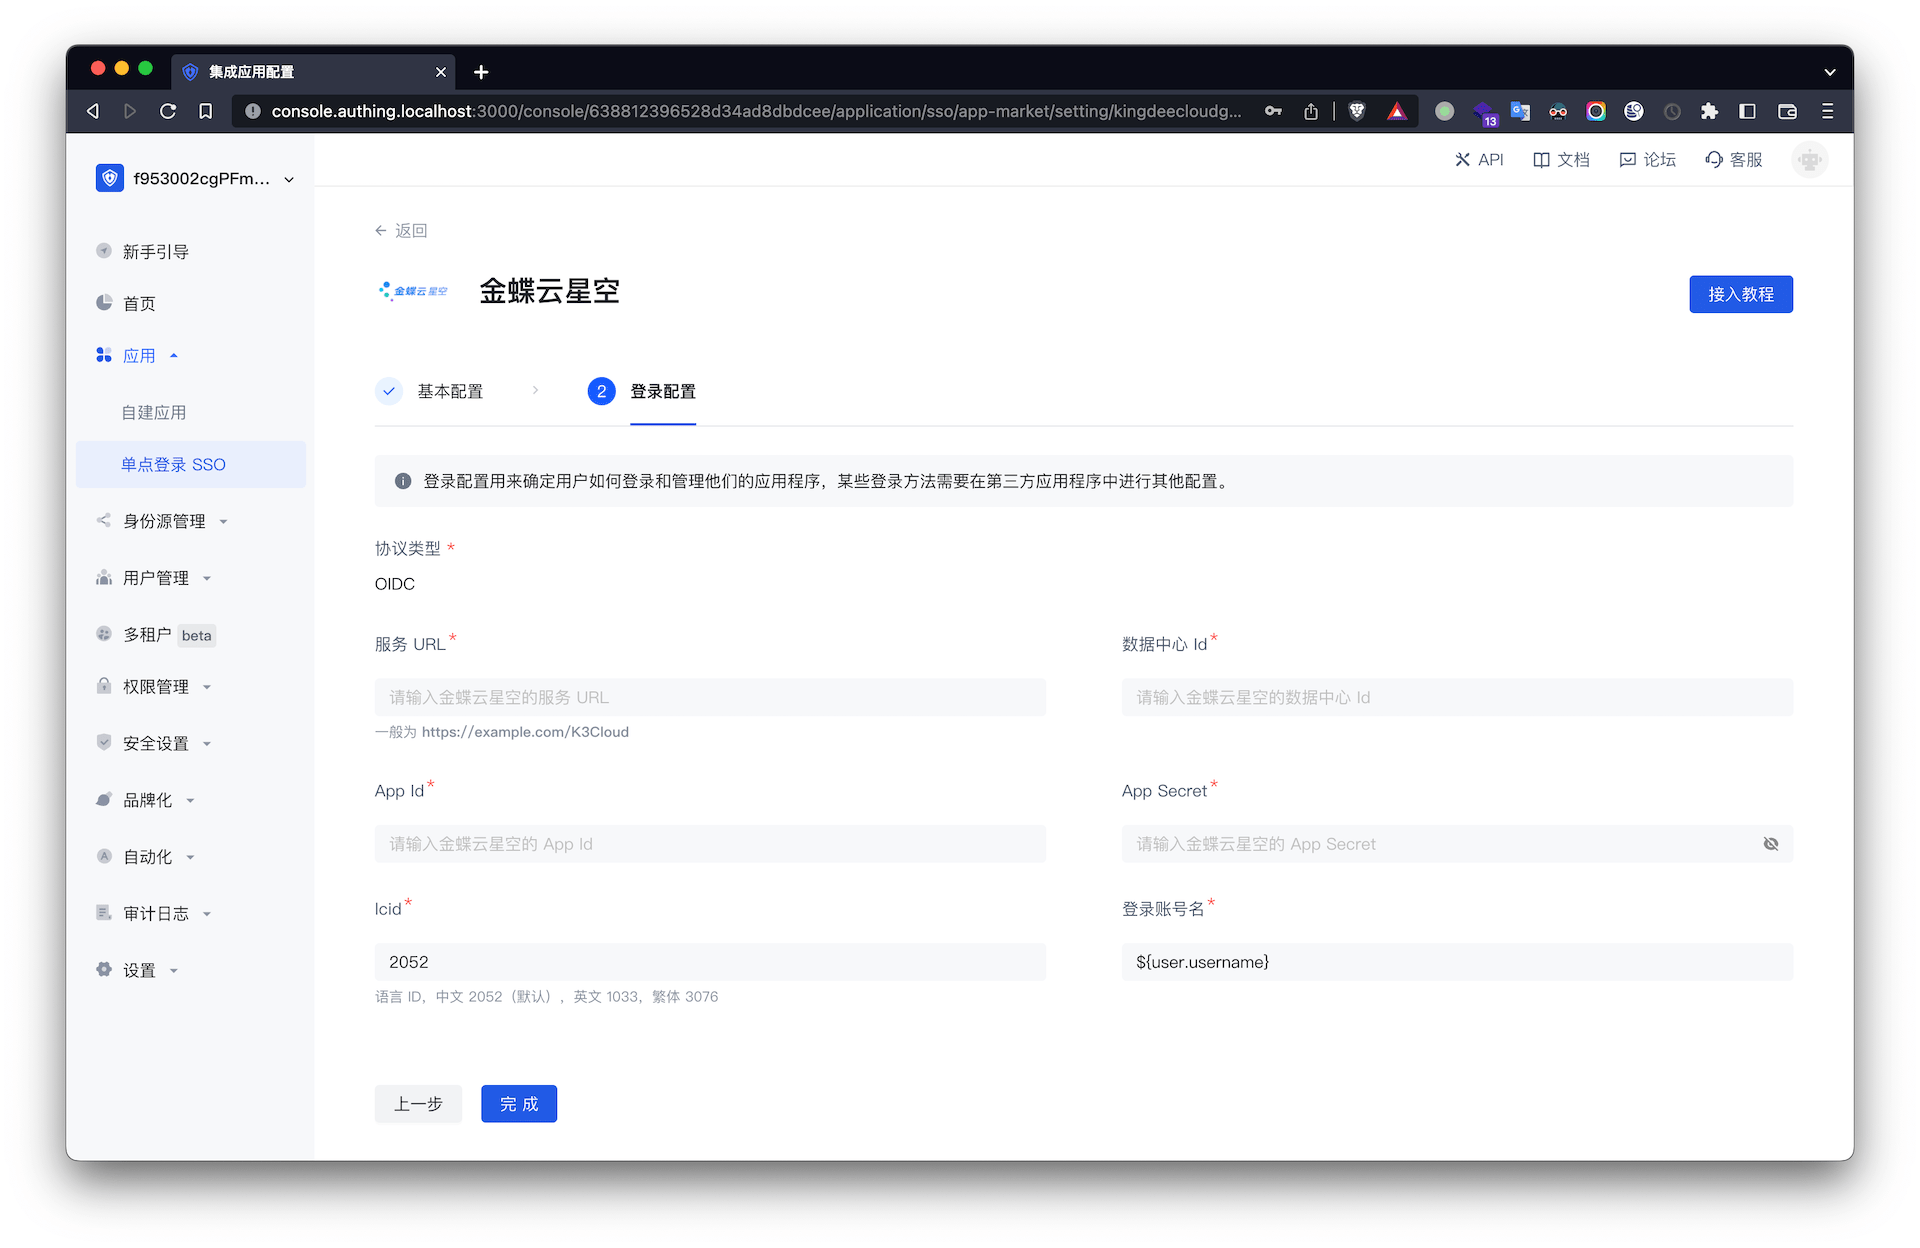 集成应用配置
console.authing.localhost:3000/console/638812396528d34ad8dbdcee/application/sso/app-market/setting/kingdeecloudg...
13
f953002cgPFm...
API
文档
论坛
客服
新手引导
首页
应用
自建应用
单点登录 SSO
身份源管理
用户管理
多租户 beta
权限管理
安全设置
品牌化
自动化
审计日志
设置
返回
金蝶云星空
金蝶云星空
接入教程
基本配置
2 登录配置
登录配置用来确定用户如何登录和管理他们的应用程序，某些登录方法需要在第三方应用程序中进行其他配置。
协议类型 *
OIDC
服务 URL *
请输入金蝶云星空的服务 URL
一般为 https://example.com/K3Cloud
数据中心 Id *
请输入金蝶云星空的数据中心 Id
App Id *
请输入金蝶云星空的 App Id
App Secret *
请输入金蝶云星空的 App Secret
lcid *
2052
语言 ID，中文 2052（默认），英文 1033，繁体 3076
登录账号名 *
${user.username}
上一步
完 成